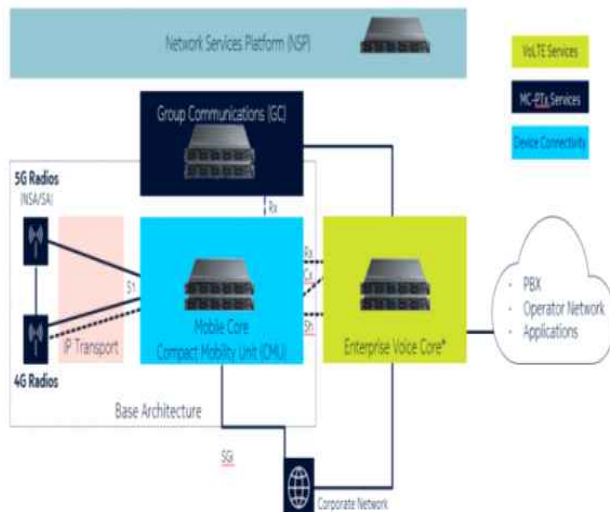 Network Services Platform (NSP)
VoLTE Services
MC-PTx Services
Device Connectivity
Group Communications (GC)
5G Radios
(NSA/SA)
Rx
S1
Rx
Cx
Sh
IP Transport
Mobile Core
Compact Mobility Unit (CMU)
Enterprise Voice Core*
4G Radios
Base Architecture
SGi
Corporate Network
· PBX
· Operator Network
· Applications